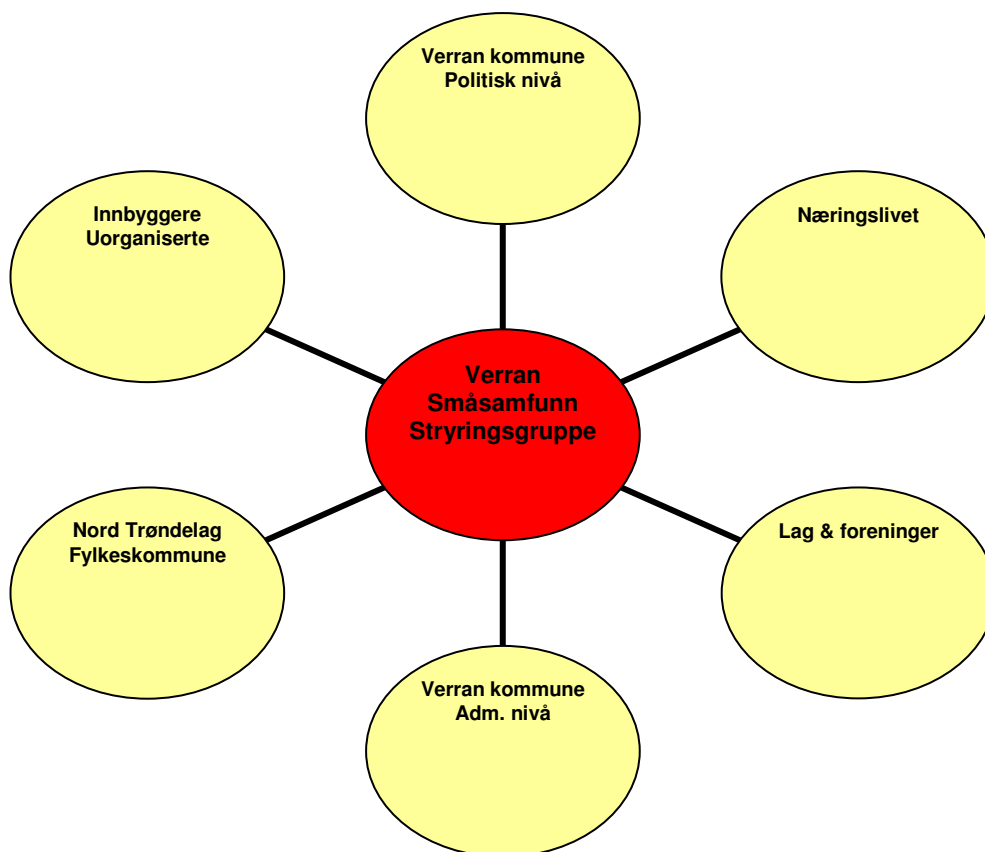 Verran kommune
Politisk nivå
Innbyggere
Uorganiserte
Næringslivet
Verran
Småsamfunn
Stryringsgruppe
Nord Trøndelag
Fylkeskommune
Lag & foreninger
Verran kommune
Adm. nivå